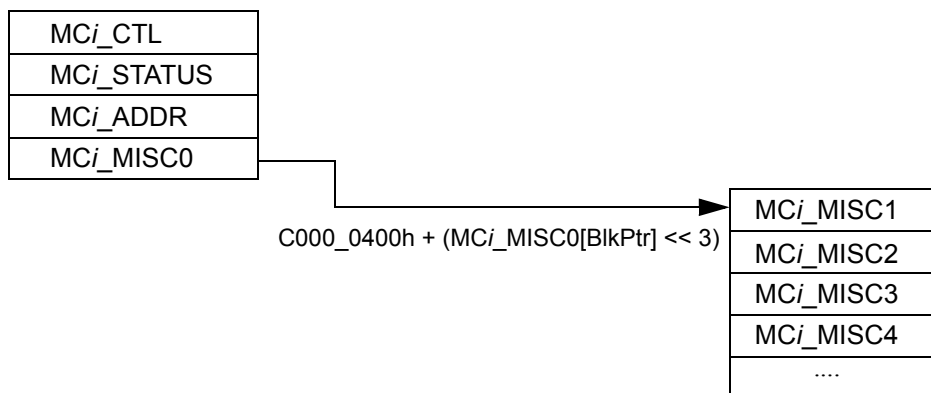 MCi_CTL
MCi_STATUS
MCi_ADDR
MCi_MISC0
C000_0400h + (MCi_MISC0[BlkPtr] << 3)
MCi_MISC1
MCi_MISC2
MCi_MISC3
MCi_MISC4
....